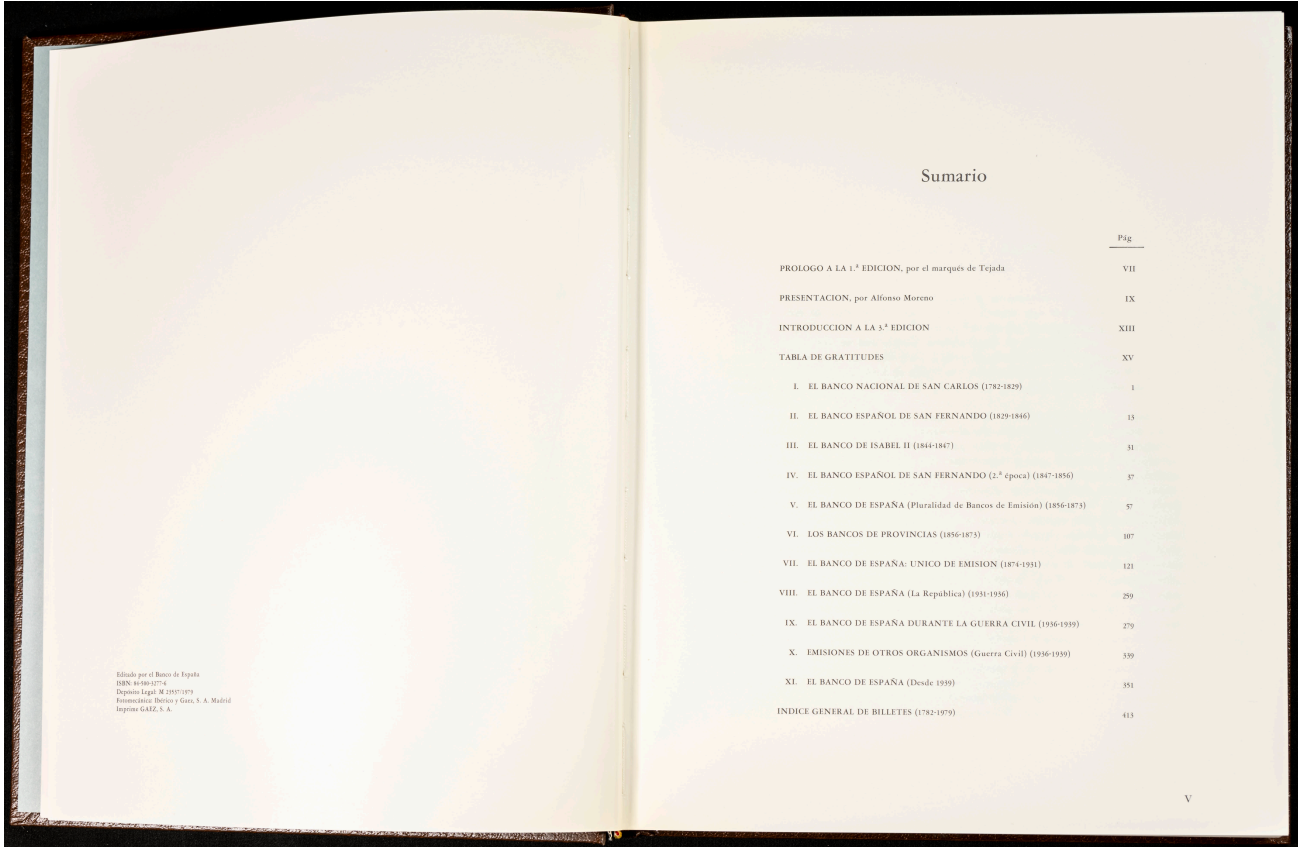 Editado por el Banco de España
ISBN: 84-500-3277-6
Depósito Legal: M 23537-1979
Fotomecánica: Ibérico y Gaez, S. A. Madrid
Imprime GAEZ, S. A.
Sumario
Pág
PROLOGO A LA 1.ª EDICION, por el marqués de Tejada VII
PRESENTACION, por Alfonso Moreno IX
INTRODUCCION A LA 3.ª EDICION XIII
TABLA DE GRATITUDES XV
I. EL BANCO NACIONAL DE SAN CARLOS (1782-1829) 1
II. EL BANCO ESPAÑOL DE SAN FERNANDO (1829-1846) 13
III. EL BANCO DE ISABEL II (1844-1847) 31
IV. EL BANCO ESPAÑOL DE SAN FERNANDO (2.ª época) (1847-1856) 37
V. EL BANCO DE ESPAÑA (Pluralidad de Bancos de Emisión) (1856-1873) 57
VI. LOS BANCOS DE PROVINCIAS (1856-1873) 107
VII. EL BANCO DE ESPAÑA: UNICO DE EMISION (1874-1931) 121
VIII. EL BANCO DE ESPAÑA (La República) (1931-1936) 259
IX. EL BANCO DE ESPAÑA DURANTE LA GUERRA CIVIL (1936-1939) 279
X. EMISIONES DE OTROS ORGANISMOS (Guerra Civil) (1936-1939) 339
XI. EL BANCO DE ESPAÑA (Desde 1939) 351
INDICE GENERAL DE BILLETES (1782-1979) 413
V